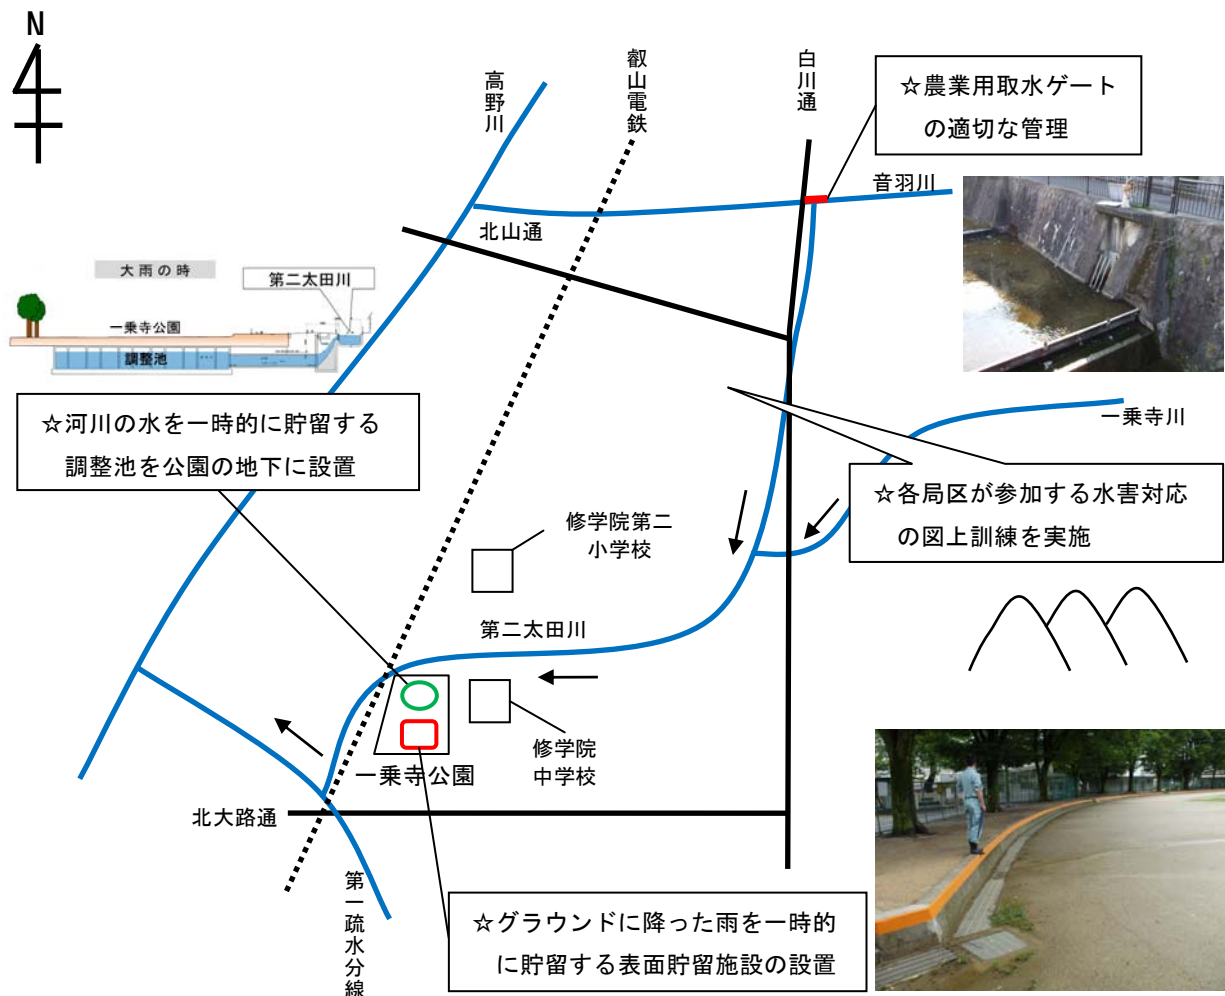 N
高野川
叡山電鉄
白川通
☆農業用取水ゲート
の適切な管理
音羽川
北山通
大雨の時
第二太田川
一乗寺公園
調整池
☆河川の水を一時的に貯留する
調整池を公園の地下に設置
一乗寺川
☆各局区が参加する水害対応
の図上訓練を実施
修学院第二
小学校
第二太田川
修学院
中学校
一乗寺公園
北大路通
第一疏水分線
☆グラウンドに降った雨を一時的
に貯留する表面貯留施設の設置